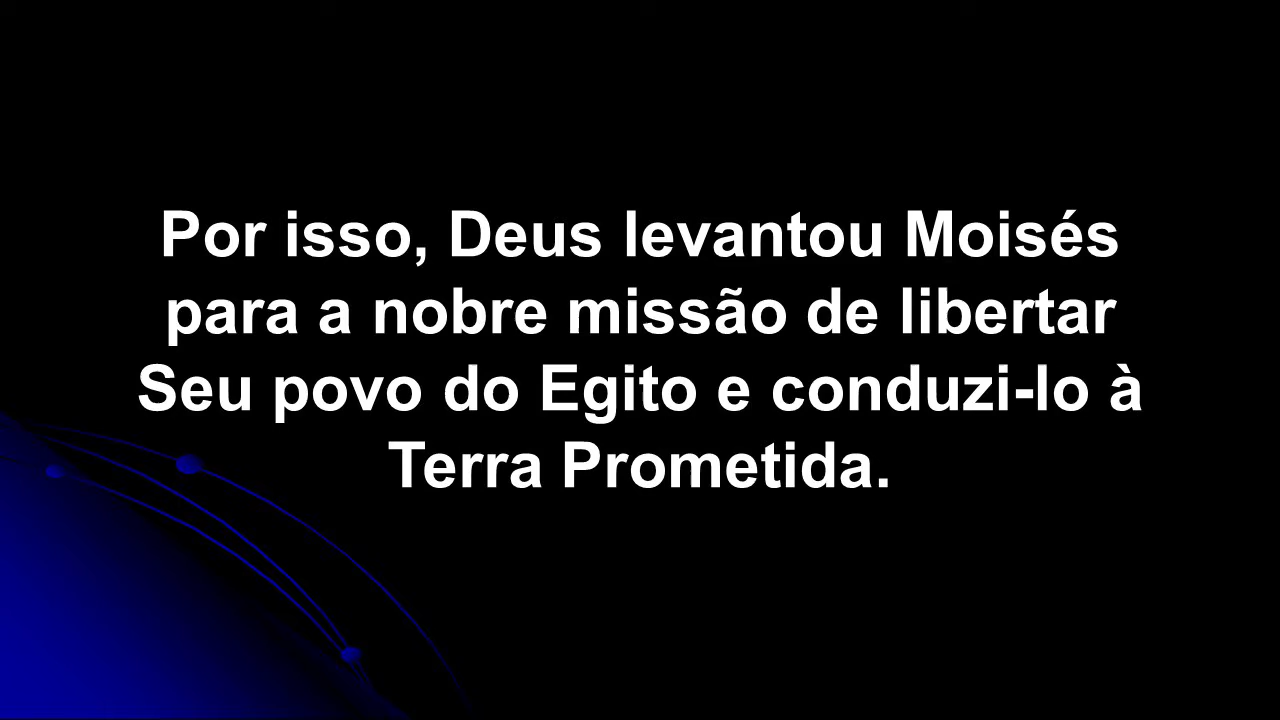 Por isso, Deus levantou Moisés
para a nobre missão de libertar
Seu povo do Egito e conduzi-lo à
Terra Prometida.